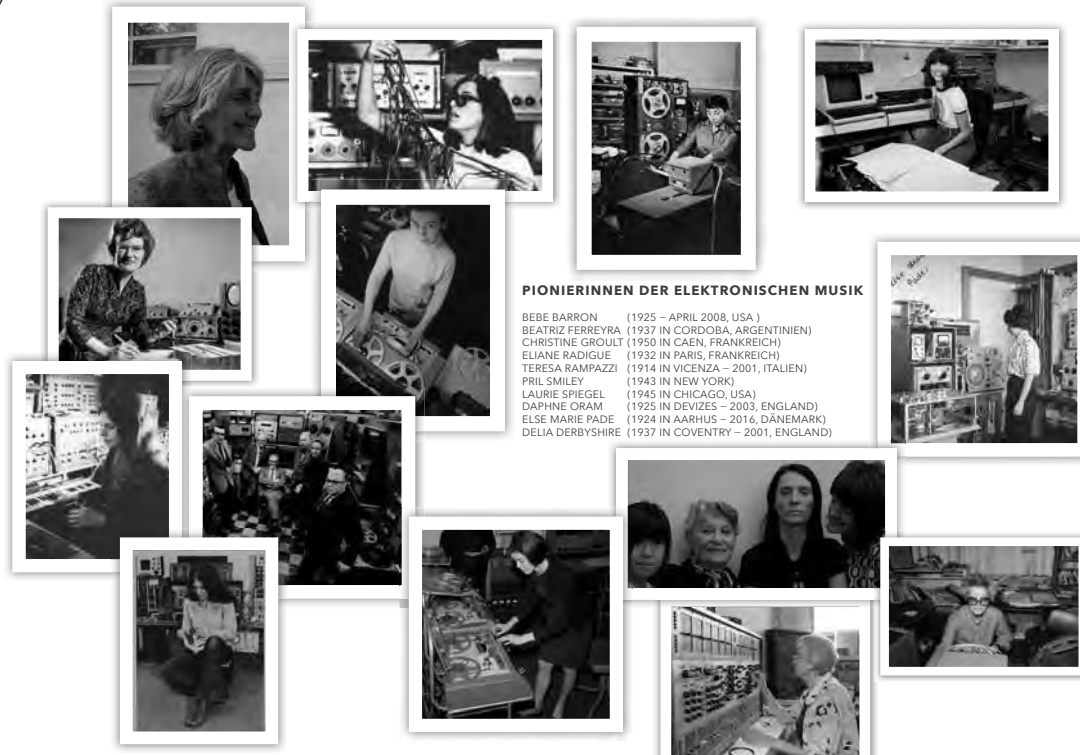 PIONIERINNEN DER ELEKTRONISCHEN MUSIK
BEBE BARRON (1925 – APRIL 2008, USA )
BEATRIZ FERREYRA (1937 IN CORDOBA, ARGENTINIEN)
CHRISTINE GROULT (1950 IN CAEN, FRANKREICH)
ELIANE RADIGUE (1932 IN PARIS, FRANKREICH)
TERESA RAMPAZZI (1914 IN VICENZA – 2001, ITALIEN)
PRIL SMILEY (1943 IN NEW YORK)
LAURIE SPIEGEL (1945 IN CHICAGO, USA)
DAPHNE ORAM (1925 IN DEVIZES – 2003, ENGLAND)
ELSE MARIE PADE (1924 IN AARHUS – 2016, DÄNEMARK)
DELIA DERBYSHIRE (1937 IN COVENTRY – 2001, ENGLAND)